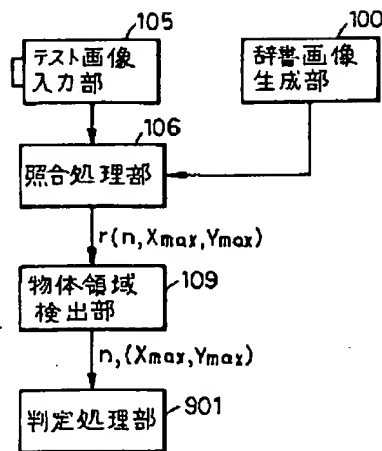 105
テスト画像
入力部
100
辞書画像
生成部
106
照合処理部
r(n,Xmax,Ymax)
物体領域
検出部
109
n,(Xmax,Ymax)
判定処理部
901